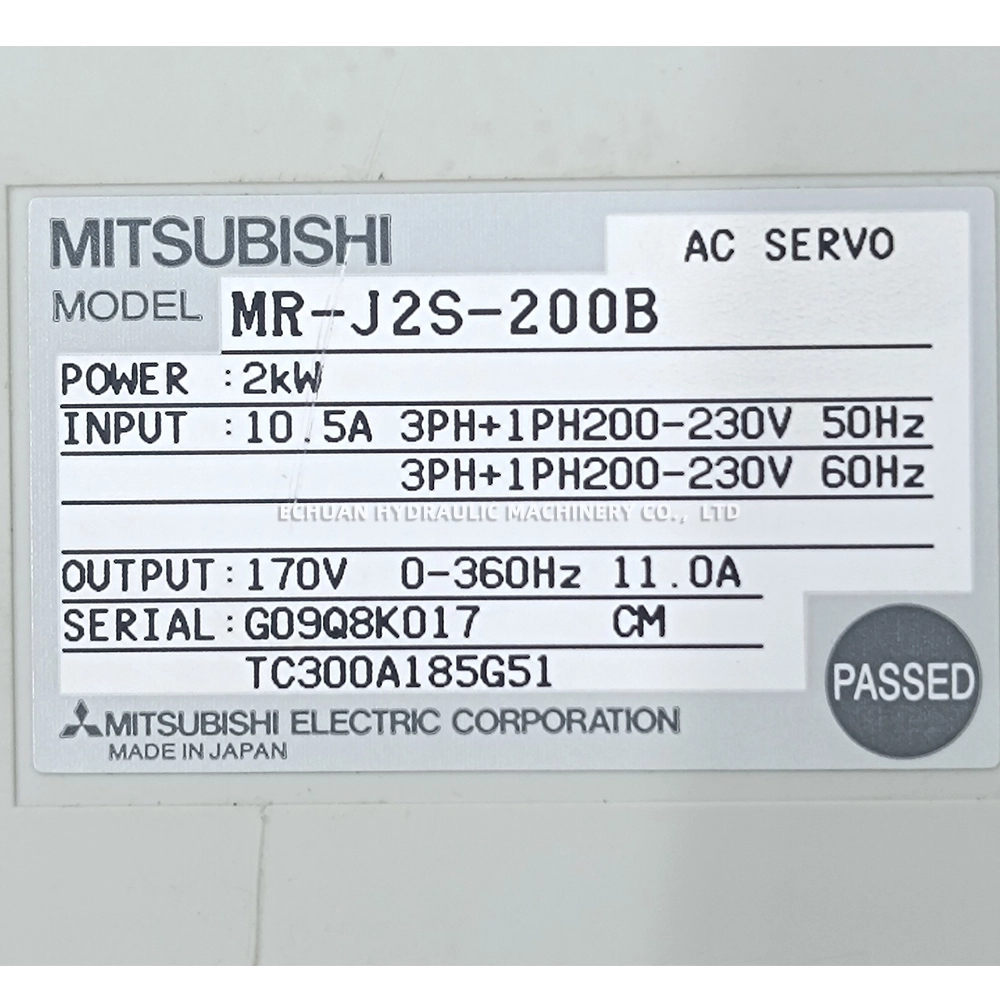 MITSUBISHI
AC SERVO
MODEL MR-J2S-200B
POWER :2kW
INPUT :10.5A 3PH+1PH200-230V 50Hz
3PH+1PH200-230V 60Hz
ECHUAN HYDRAULIC MACHINERY CO., LTD
OUTPUT:170V 0-360Hz 11.0A
SERIAL:G09Q8K017 CM
TC300A185G51
PASSED
MITSUBISHI ELECTRIC CORPORATION
MADE IN JAPAN